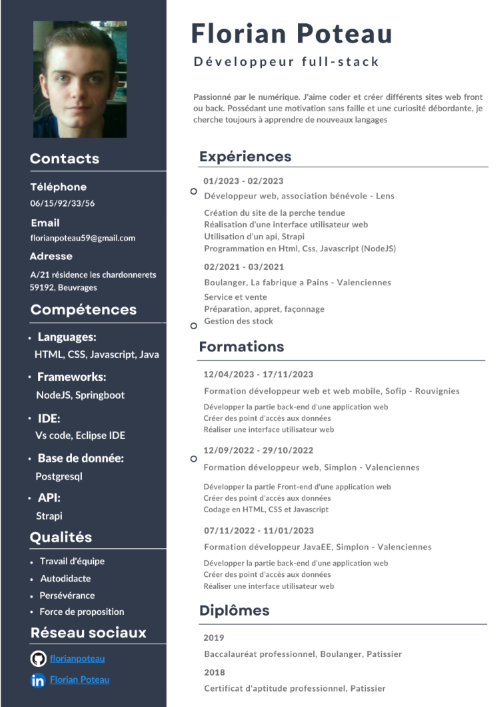 Florian Poteau
Développeur full-stack
Passionné par le numérique. J'aime coder et créer différents sites web front
ou back. Possédant une motivation sans faille et une curiosité débordante, je
cherche toujours à apprendre de nouveaux langages
Contacts
Téléphone
06/15/92/33/56
Email
florianpoteau59@gmail.com
Adresse
A/21 résidence les chardonnerets
59192, Beuvrages
Compétences
• Languages:
HTML, CSS, Javascript, Java
• Frameworks:
NodeJS, Springboot
• IDE:
Vs code, Eclipse IDE
• Base de donnée:
Postgresql
• API:
Strapi
Qualités
• Travail d'équipe
• Autodidacte
• Persévérance
• Force de proposition
Réseau sociaux
florianpoteau
in Florian Poteau
Expériences
01/2023 - 02/2023
Développeur web, association bénévole - Lens
Création du site de la perche tendue
Réalisation d'une interface utilisateur web
Utilisation d'un api, Strapi
Programmation en Html, Css, Javascript (NodeJS)
02/2021 - 03/2021
Boulanger, La fabrique a Pains - Valenciennes
Service et vente
Préparation, appret, façonnage
Gestion des stock
Formations
12/04/2023 - 17/11/2023
Formation développeur web et web mobile, Sofip - Rouvignies
Développer la partie back-end d'une application web
Créer des point d'accès aux données
Réaliser une interface utilisateur web
12/09/2022 - 29/10/2022
Formation développeur web, Simplon - Valenciennes
Développer la partie Front-end d'une application web
Créer des point d'accès aux données
Codage en HTML, CSS et Javascript
07/11/2022 - 11/01/2023
Formation développeur JavaEE, Simplon - Valenciennes
Développer la partie back-end d'une application web
Créer des point d'accès aux données
Réaliser une interface utilisateur web
Diplômes
2019
Baccalauréat professionnel, Boulanger, Patissier
2018
Certificat d'aptitude professionnel, Patissier